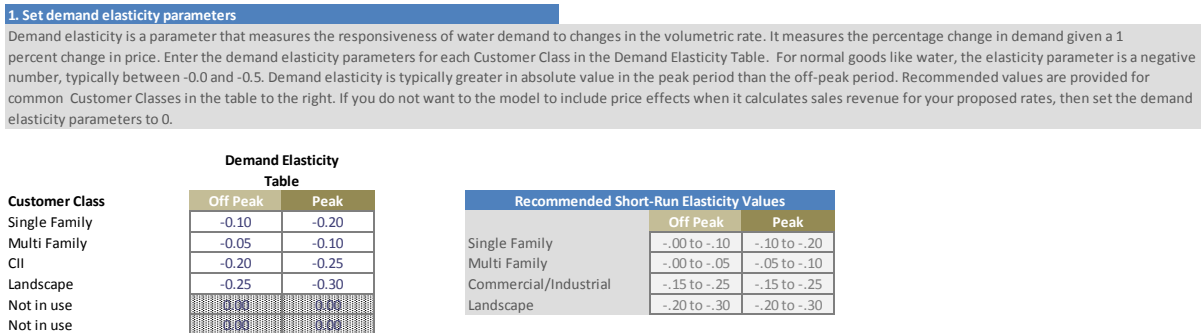 1. Set demand elasticity parameters
Demand elasticity is a parameter that measures the responsiveness of water demand to changes in the volumetric rate. It measures the percentage change in demand given a 1
percent change in price. Enter the demand elasticity parameters for each Customer Class in the Demand Elasticity Table. For normal goods like water, the elasticity parameter is a negative
number, typically between -0.0 and -0.5. Demand elasticity is typically greater in absolute value in the peak period than the off-peak period. Recommended values are provided for
common Customer Classes in the table to the right. If you do not want to the model to include price effects when it calculates sales revenue for your proposed rates, then set the demand
elasticity parameters to 0.
Demand Elasticity
Table
Customer Class Off Peak Peak Recommended Short-Run Elasticity Values
Off Peak Peak
Single Family -0.10 -0.20
Multi Family -0.05 -0.10 Single Family -.00 to -.10 -.10 to -.20
CII -0.20 -0.25 Multi Family -.00 to -.05 -.05 to -.10
Landscape -0.25 -0.30 Commercial/Industrial -.15 to -.25 -.15 to -.25
Not in use 0.00 0.00 Landscape -.20 to -.30 -.20 to -.30
Not in use 0.00 0.00